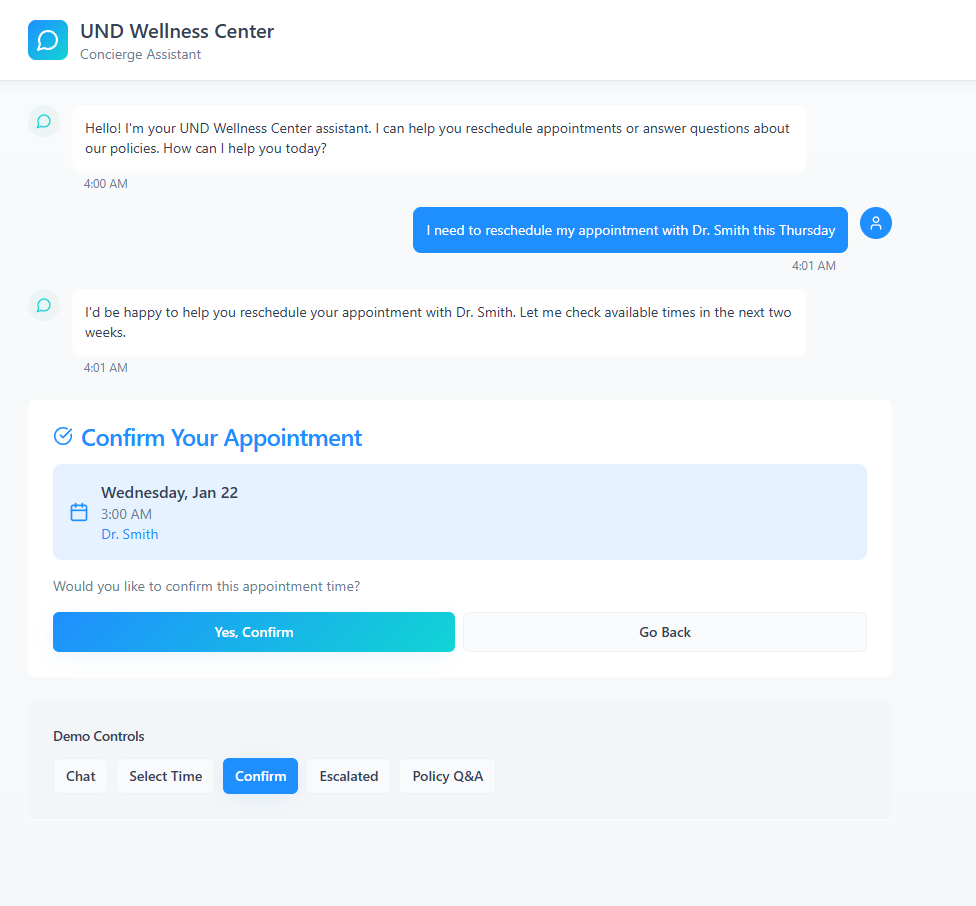 UND Wellness Center
Concierge Assistant
Hello! I'm your UND Wellness Center assistant. I can help you reschedule appointments or answer questions about
our policies. How can I help you today?
4:00 AM
I need to reschedule my appointment with Dr. Smith this Thursday
4:01 AM
I'd be happy to help you reschedule your appointment with Dr. Smith. Let me check available times in the next two
weeks.
4:01 AM
Confirm Your Appointment
Wednesday, Jan 22
3:00 AM
Dr. Smith
Would you like to confirm this appointment time?
Yes, Confirm
Go Back
Demo Controls
Chat
Select Time
Confirm
Escalated
Policy Q&A